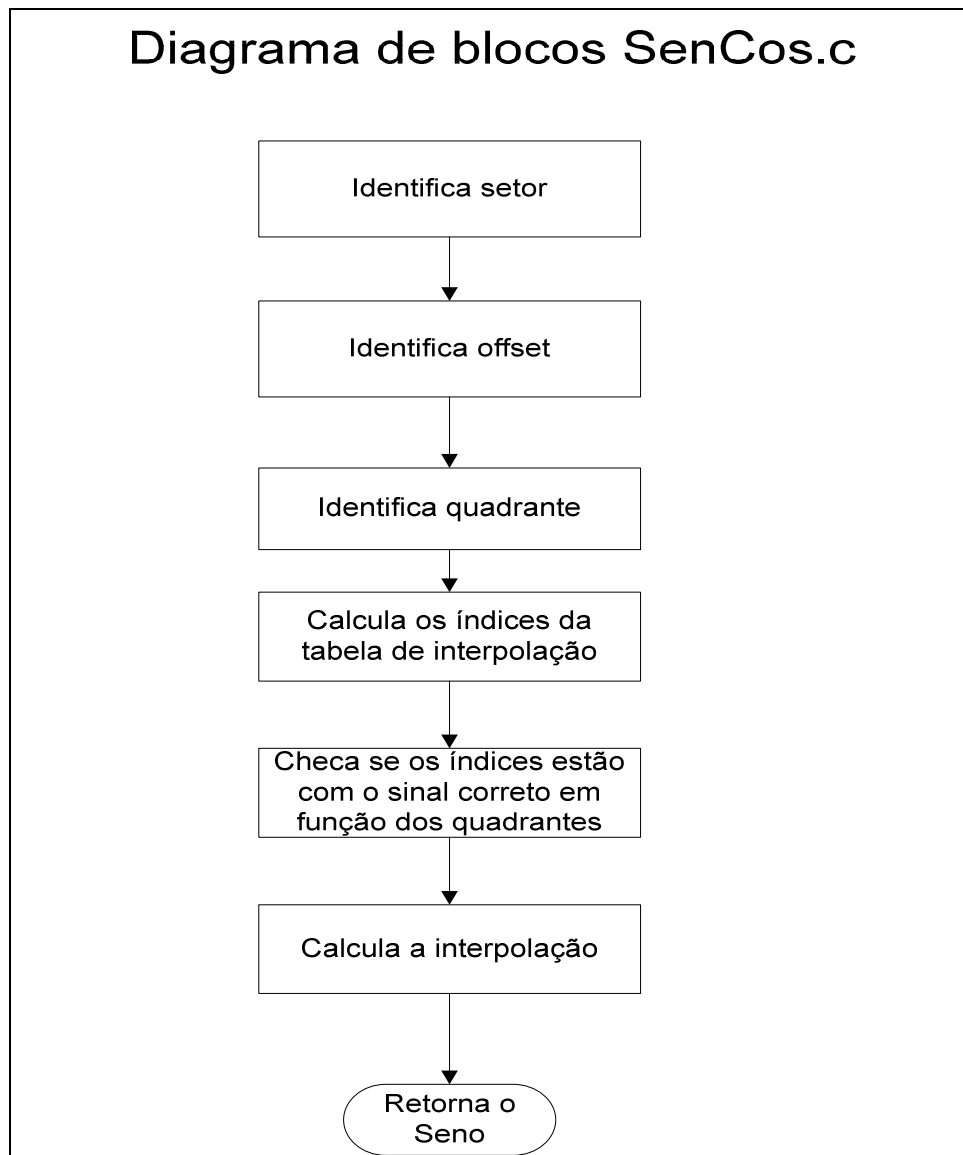 Diagrama de blocos SenCos.c
Identifica setor
Identifica offset
Identifica quadrante
Calcula os índices da
tabela de interpolação
Checa se os índices estão
com o sinal correto em
função dos quadrantes
Calcula a interpolação
Retorna o
Seno